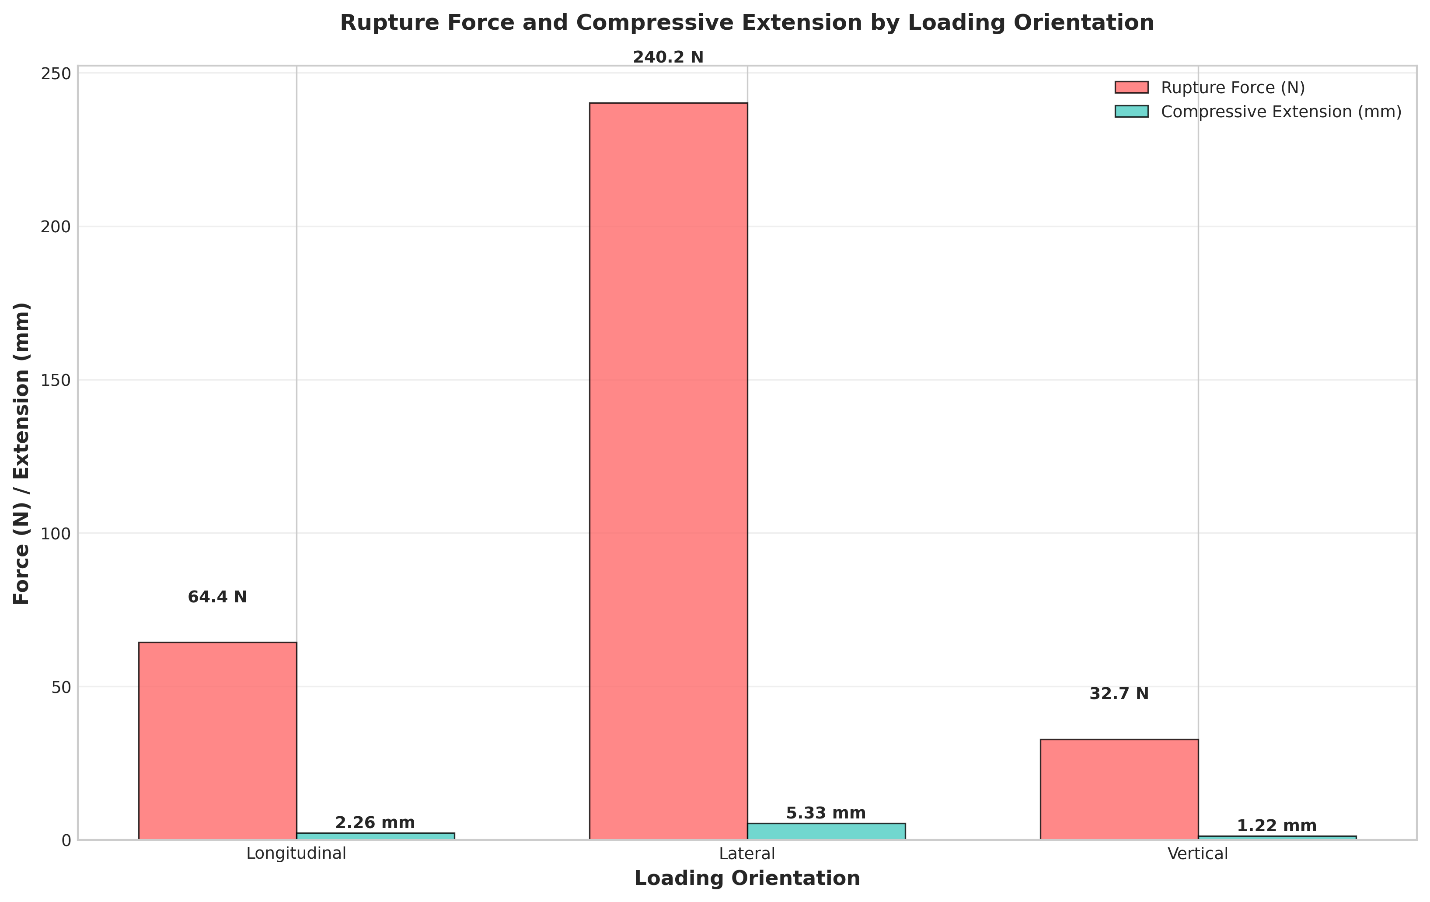 Rupture Force and Compressive Extension by Loading Orientation
240.2 N
250
Rupture Force (N)
Compressive Extension (mm)
200
150
Force (N) / Extension (mm)
100
64.4 N
50
32.7 N
2.26 mm
5.33 mm
1.22 mm
0
Longitudinal
Lateral
Vertical
Loading Orientation